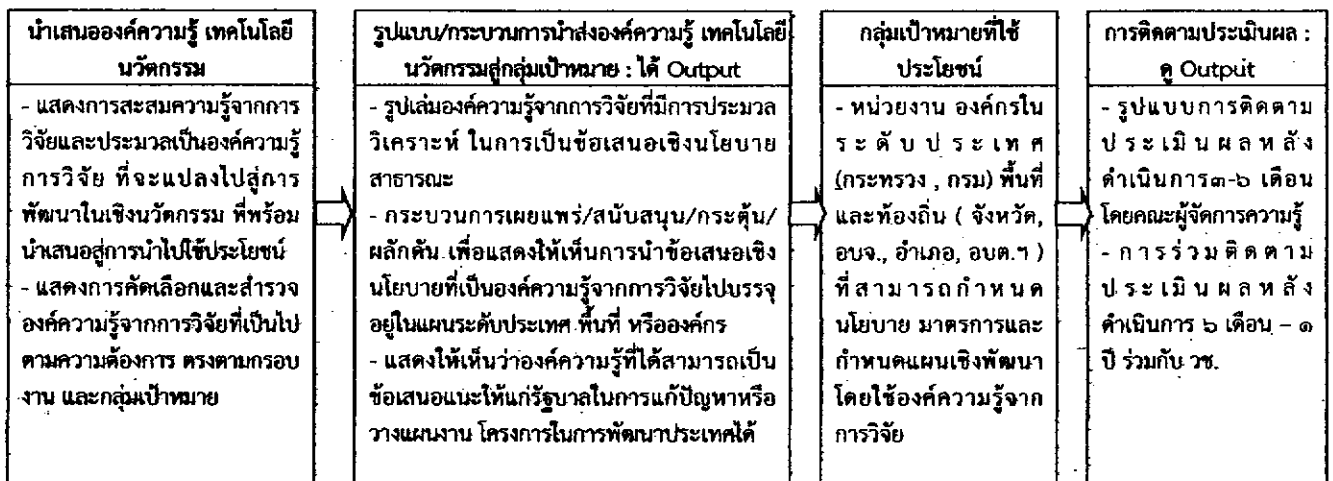 นำเสนอองค์ความรู้ เทคโนโลยี
นวัตกรรม
- แสดงการสะสมความรู้จากการ
วิจัยและประมวลเป็นองค์ความรู้
การวิจัย ที่จะแปลงไปสู่การ
พัฒนาในเชิงนวัตกรรม ที่พร้อม
นำเสนอสู่การนำไปใช้ประโยชน์
- แสดงการคัดเลือกและสำรวจ
องค์ความรู้จากการวิจัยที่เป็นไป
ตามความต้องการ ตรงตามกรอบ
งาน และกลุ่มเป้าหมาย
รูปแบบ/กระบวนการนำส่งองค์ความรู้ เทคโนโลยี
นวัตกรรมสู่กลุ่มเป้าหมาย : ได้ Output
- รูปเล่มองค์ความรู้จากการวิจัยที่มีการประมวล
วิเคราะห์ ในการเป็นข้อเสนอเชิงนโยบาย
สาธารณะ
- กระบวนการเผยแพร่/สนับสนุน/กระตุ้น/
ผลักดัน เพื่อแสดงให้เห็นการนำข้อเสนอเชิง
นโยบายที่เป็นองค์ความรู้จากการวิจัยไปบรรจุ
อยู่ในแผนระดับประเทศ พื้นที่ หรือองค์กร
- แสดงให้เห็นว่าองค์ความรู้ที่ได้สามารถเป็น
ข้อเสนอแนะให้แก่รัฐบาลในการแก้ปัญหาหรือ
วางแผนงาน โครงการในการพัฒนาประเทศได้
กลุ่มเป้าหมายที่ใช้
ประโยชน์
- หน่วยงาน องค์กรใน
ระดับประเทศ
(กระทรวง , กรม) พื้นที่
และท้องถิ่น ( จังหวัด,
อบจ., อำเภอ, อบต.ฯ )
ที่สามารถกำหนด
นโยบาย มาตรการและ
กำหนดแผนเชิงพัฒนา
โดยใช้องค์ความรู้จาก
การวิจัย
การติดตามประเมินผล :
ดู Output
- รูปแบบการติดตาม
ประเมินผลหลัง
ดำเนินการ๓-๖ เดือน
โดยคณะผู้จัดการความรู้
- การร่วมติดตาม
ประเมินผลหลัง
ดำเนินการ ๖ เดือน – ๑
ปี ร่วมกับ วช.